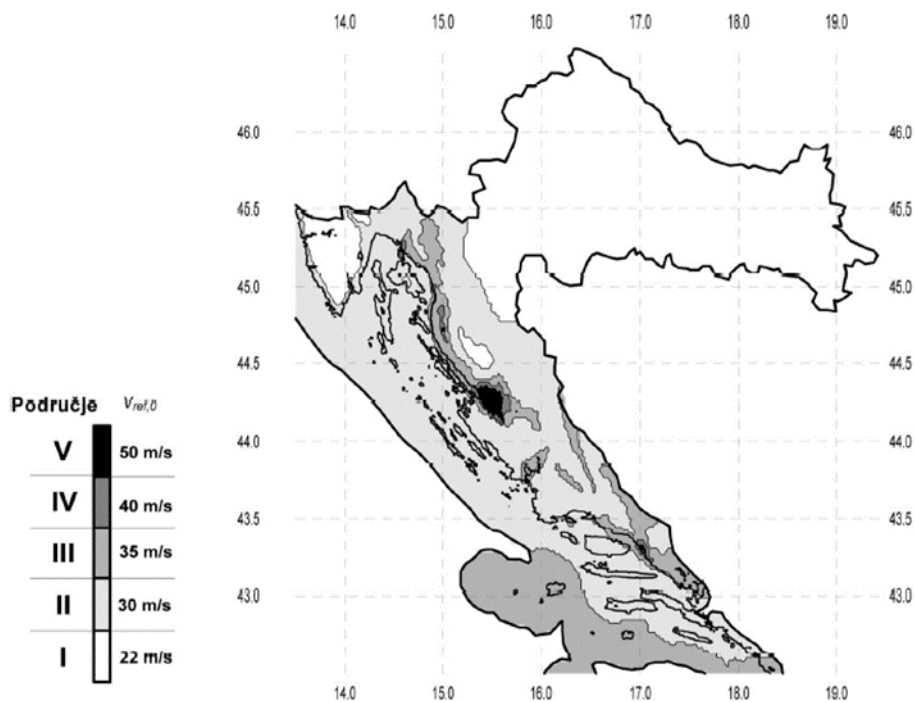 14.0 15.0 16.0 17.0 18.0 19.0
46.0 46.0
45.5 45.5
45.0 45.0
44.5 44.5
44.0 44.0
43.5 43.5
43.0 43.0
14.0 15.0 16.0 17.0 18.0 19.0
Područje Vref,0
V 50 m/s
IV 40 m/s
III 35 m/s
II 30 m/s
I 22 m/s